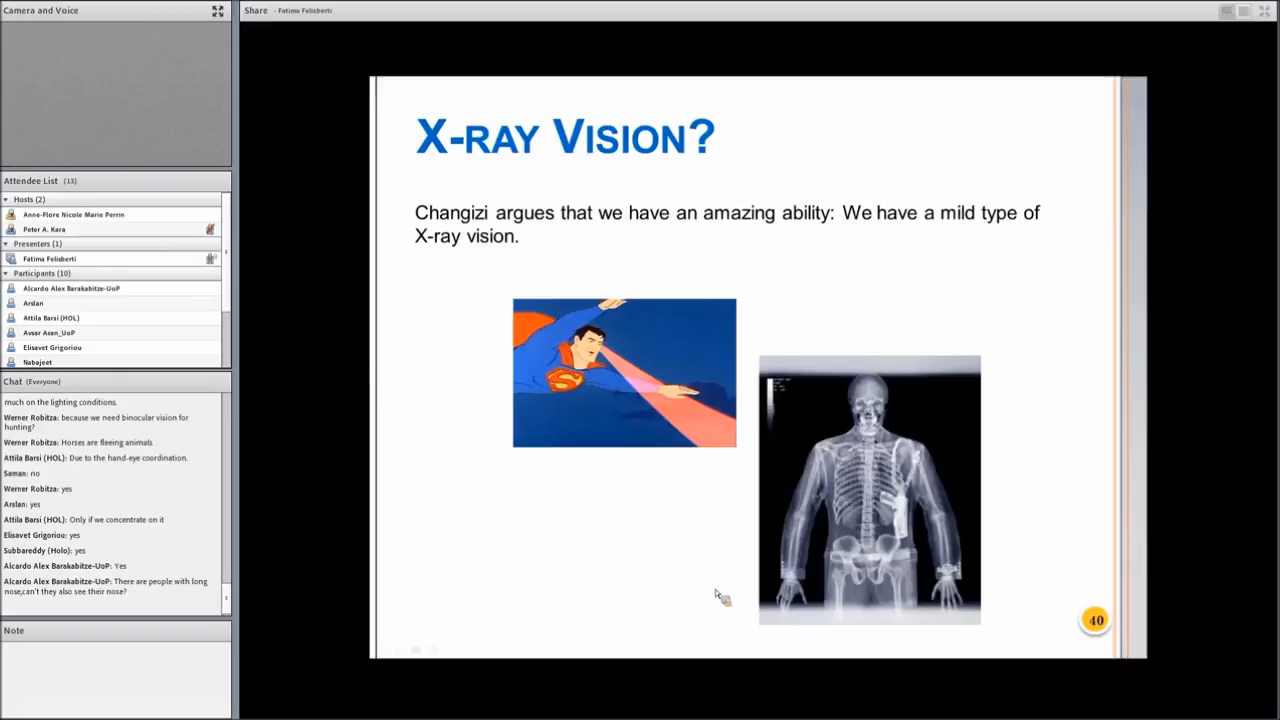 Camera and Voice
Share - Fatima Felisberti
Attendee List (13)
Hosts (2)
Anne-Flore Nicole Marie Perrin
Peter A. Kara
Presenters (1)
Fatima Felisberti
Participants (10)
Alcardo Alex Barakabitze-UoP
Arslan
Attila Barsi (HOL)
Avsar Asan_UoP
Elisavet Grigoriou
Nabajeet
Chat (Everyone)
much on the lighting conditions.
Werner Robitza: because we need binocular vision for
hunting?
Werner Robitza: Horses are fleeing animals
Attila Barsi (HOL): Due to the hand-eye coordination.
Saman: no
Werner Robitza: yes
Arslan: yes
Attila Barsi (HOL): Only if we concentrate on it
Elisavet Grigoriou: yes
Subbareddy (Holo): yes
Alcardo Alex Barakabitze-UoP: Yes
Alcardo Alex Barakabitze-UoP: There are people with long
nose,can't they also see their nose?
Note
X-RAY VISION?
Changizi argues that we have an amazing ability: We have a mild type of
X-ray vision.
S
40